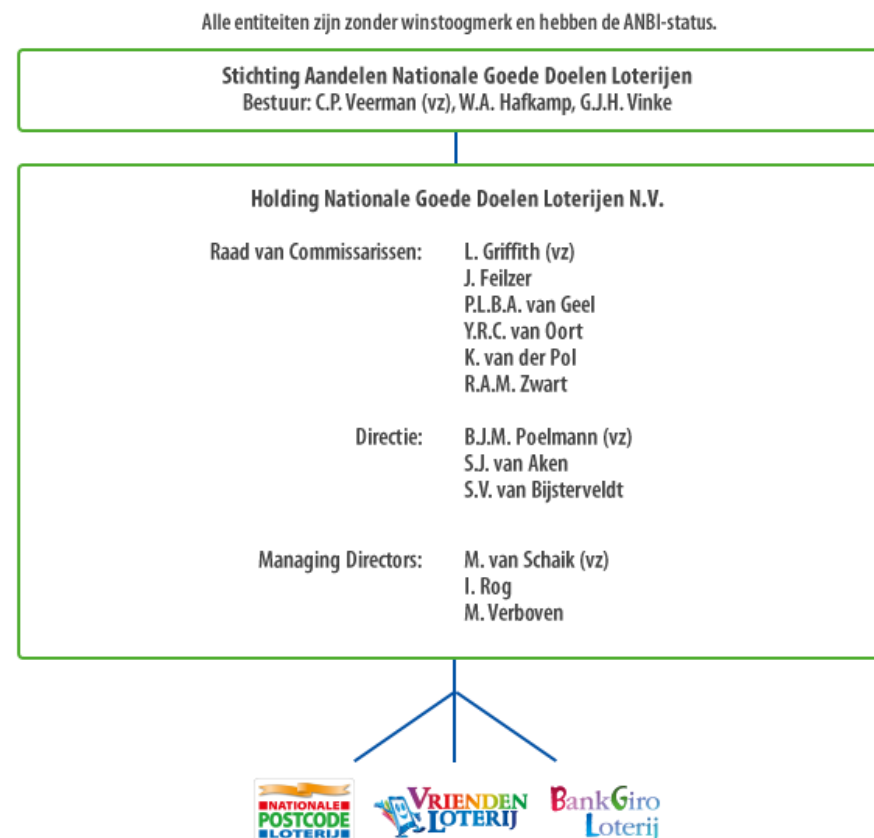 Alle entiteiten zijn zonder winstoogmerk en hebben de ANBI-status.
Stichting Aandelen Nationale Goede Doelen Loterijen
Bestuur: C.P. Veerman (vz), W.A. Hafkamp, G.J.H. Vinke
Holding Nationale Goede Doelen Loterijen N.V.
Raad van Commissarissen: L. Griffith (vz)
J. Feilzer
P.L.B.A. van Geel
Y.R.C. van Oort
K. van der Pol
R.A.M. Zwart
Directie: B.J.M. Poelmann (vz)
S.J. van Aken
S.V. van Bijsterveldt
Managing Directors: M. van Schaik (vz)
I. Rog
M. Verboven
NATIONALE
POSTCODE
LOTERIJ
VRIENDEN
LOTERIJ
BankGiro
Loterij